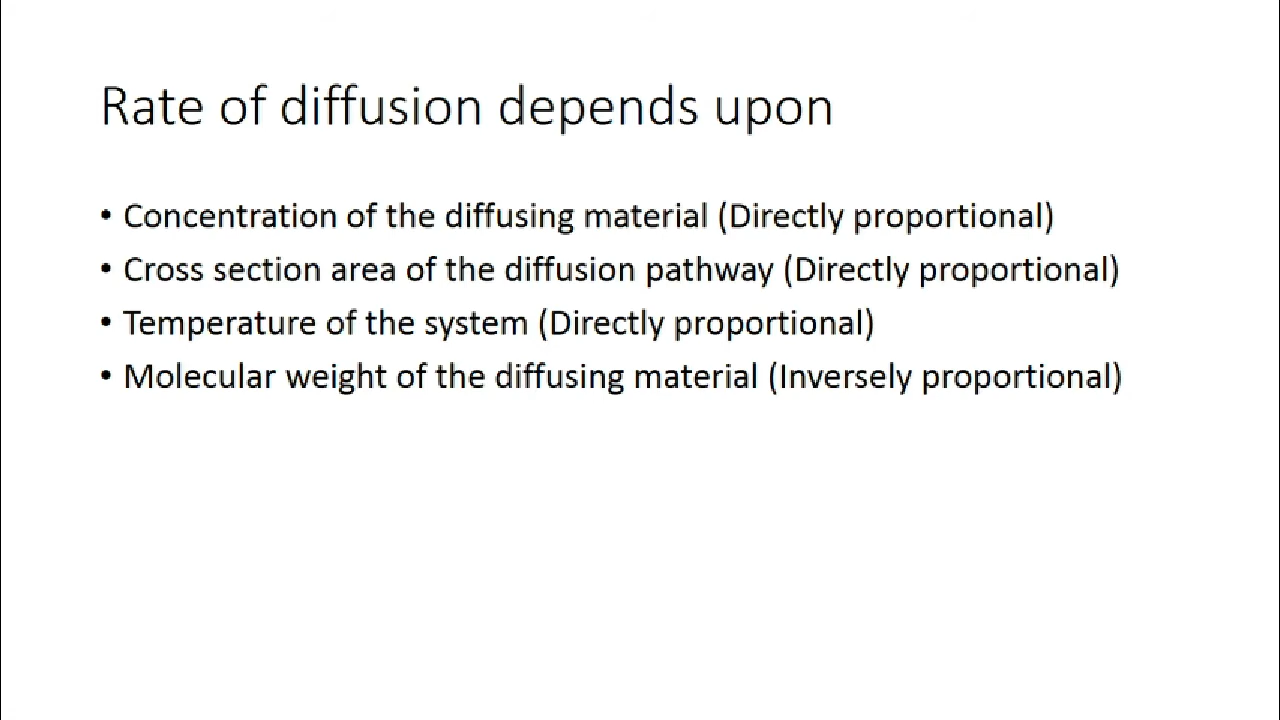 Rate of diffusion depends upon
• Concentration of the diffusing material (Directly proportional)
• Cross section area of the diffusion pathway (Directly proportional)
• Temperature of the system (Directly proportional)
• Molecular weight of the diffusing material (Inversely proportional)